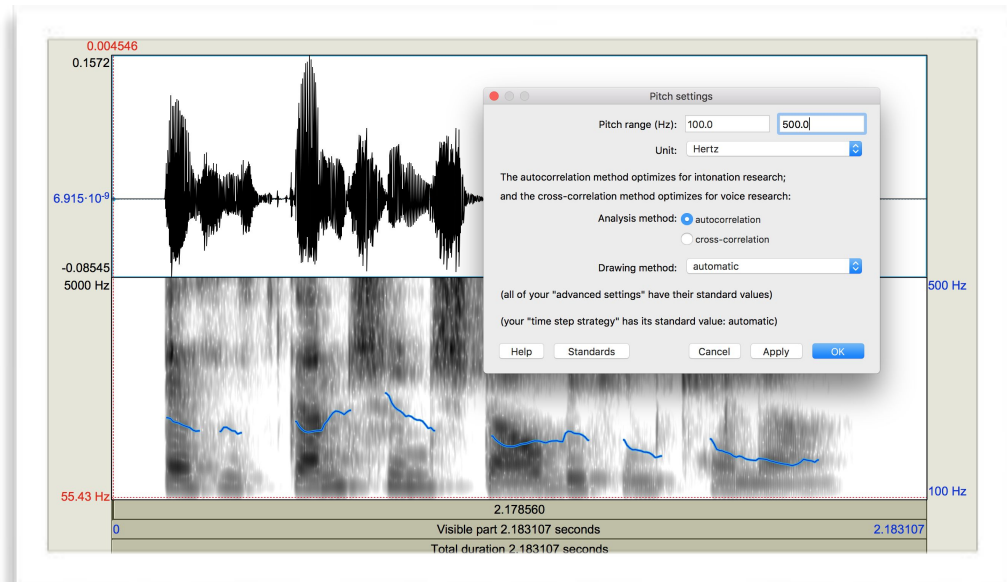 0.004546
0.1572
6.915·10-9
-0.08545
5000 Hz
500 Hz
55.43 Hz
100 Hz
2.178560
0 Visible part 2.183107 seconds 2.183107
Total duration 2.183107 seconds
Pitch settings
Pitch range (Hz): 100.0 500.0
Unit: Hertz
The autocorrelation method optimizes for intonation research;
and the cross-correlation method optimizes for voice research:
Analysis method: autocorrelation
cross-correlation
Drawing method: automatic
(all of your "advanced settings" have their standard values)
(your "time step strategy" has its standard value: automatic)
Help Standards Cancel Apply OK